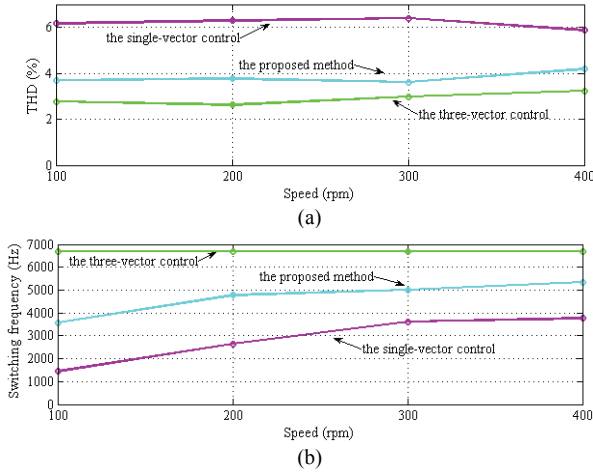 6
the single-vector control
the proposed method
4
the three-vector control
2
0
THD (%)
100 200 300 400
Speed (rpm)
(a)
7000
the three-vector control
6000
the proposed method
5000
4000
3000
the single-vector control
2000
1000
0
Switching frequency (Hz)
100 200 300 400
Speed (rpm)
(b)